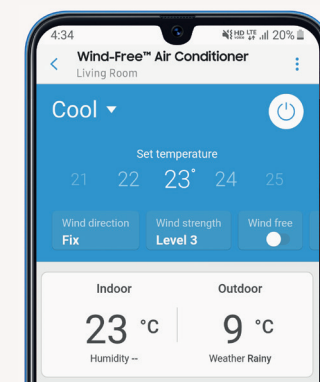 4:34 20%
Wind-Free™ Air Conditioner
Living Room
Cool
Set temperature
21 22 23° 24 25
Wind direction Wind strength Wind free
Fix Level 3
Indoor Outdoor
23 °C 9 °C
Humidity -- Weather Rainy